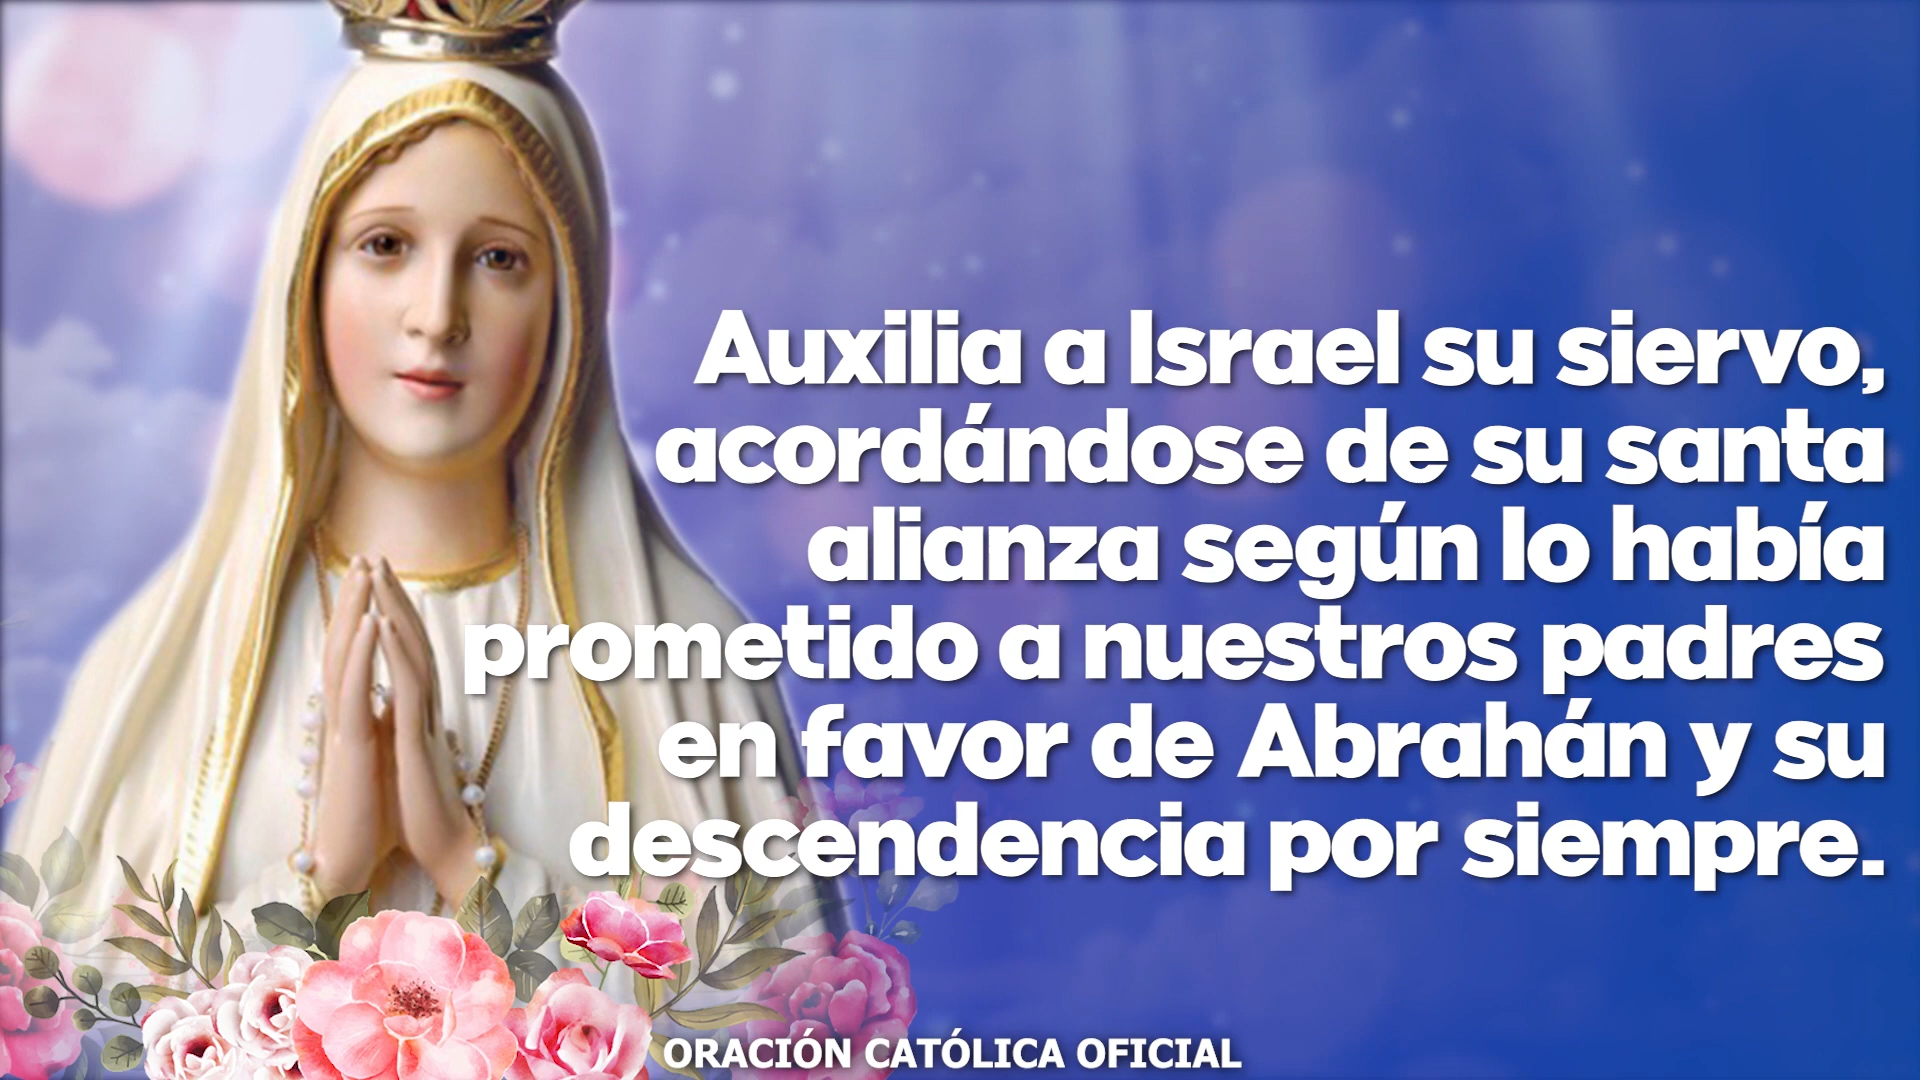 Auxilia a Israel su siervo,
acordándose de su santa
alianza según lo había
prometido a nuestros padres
en favor de Abrahán y su
descendencia por siempre.
ORACIÓN CATÓLICA OFICIAL